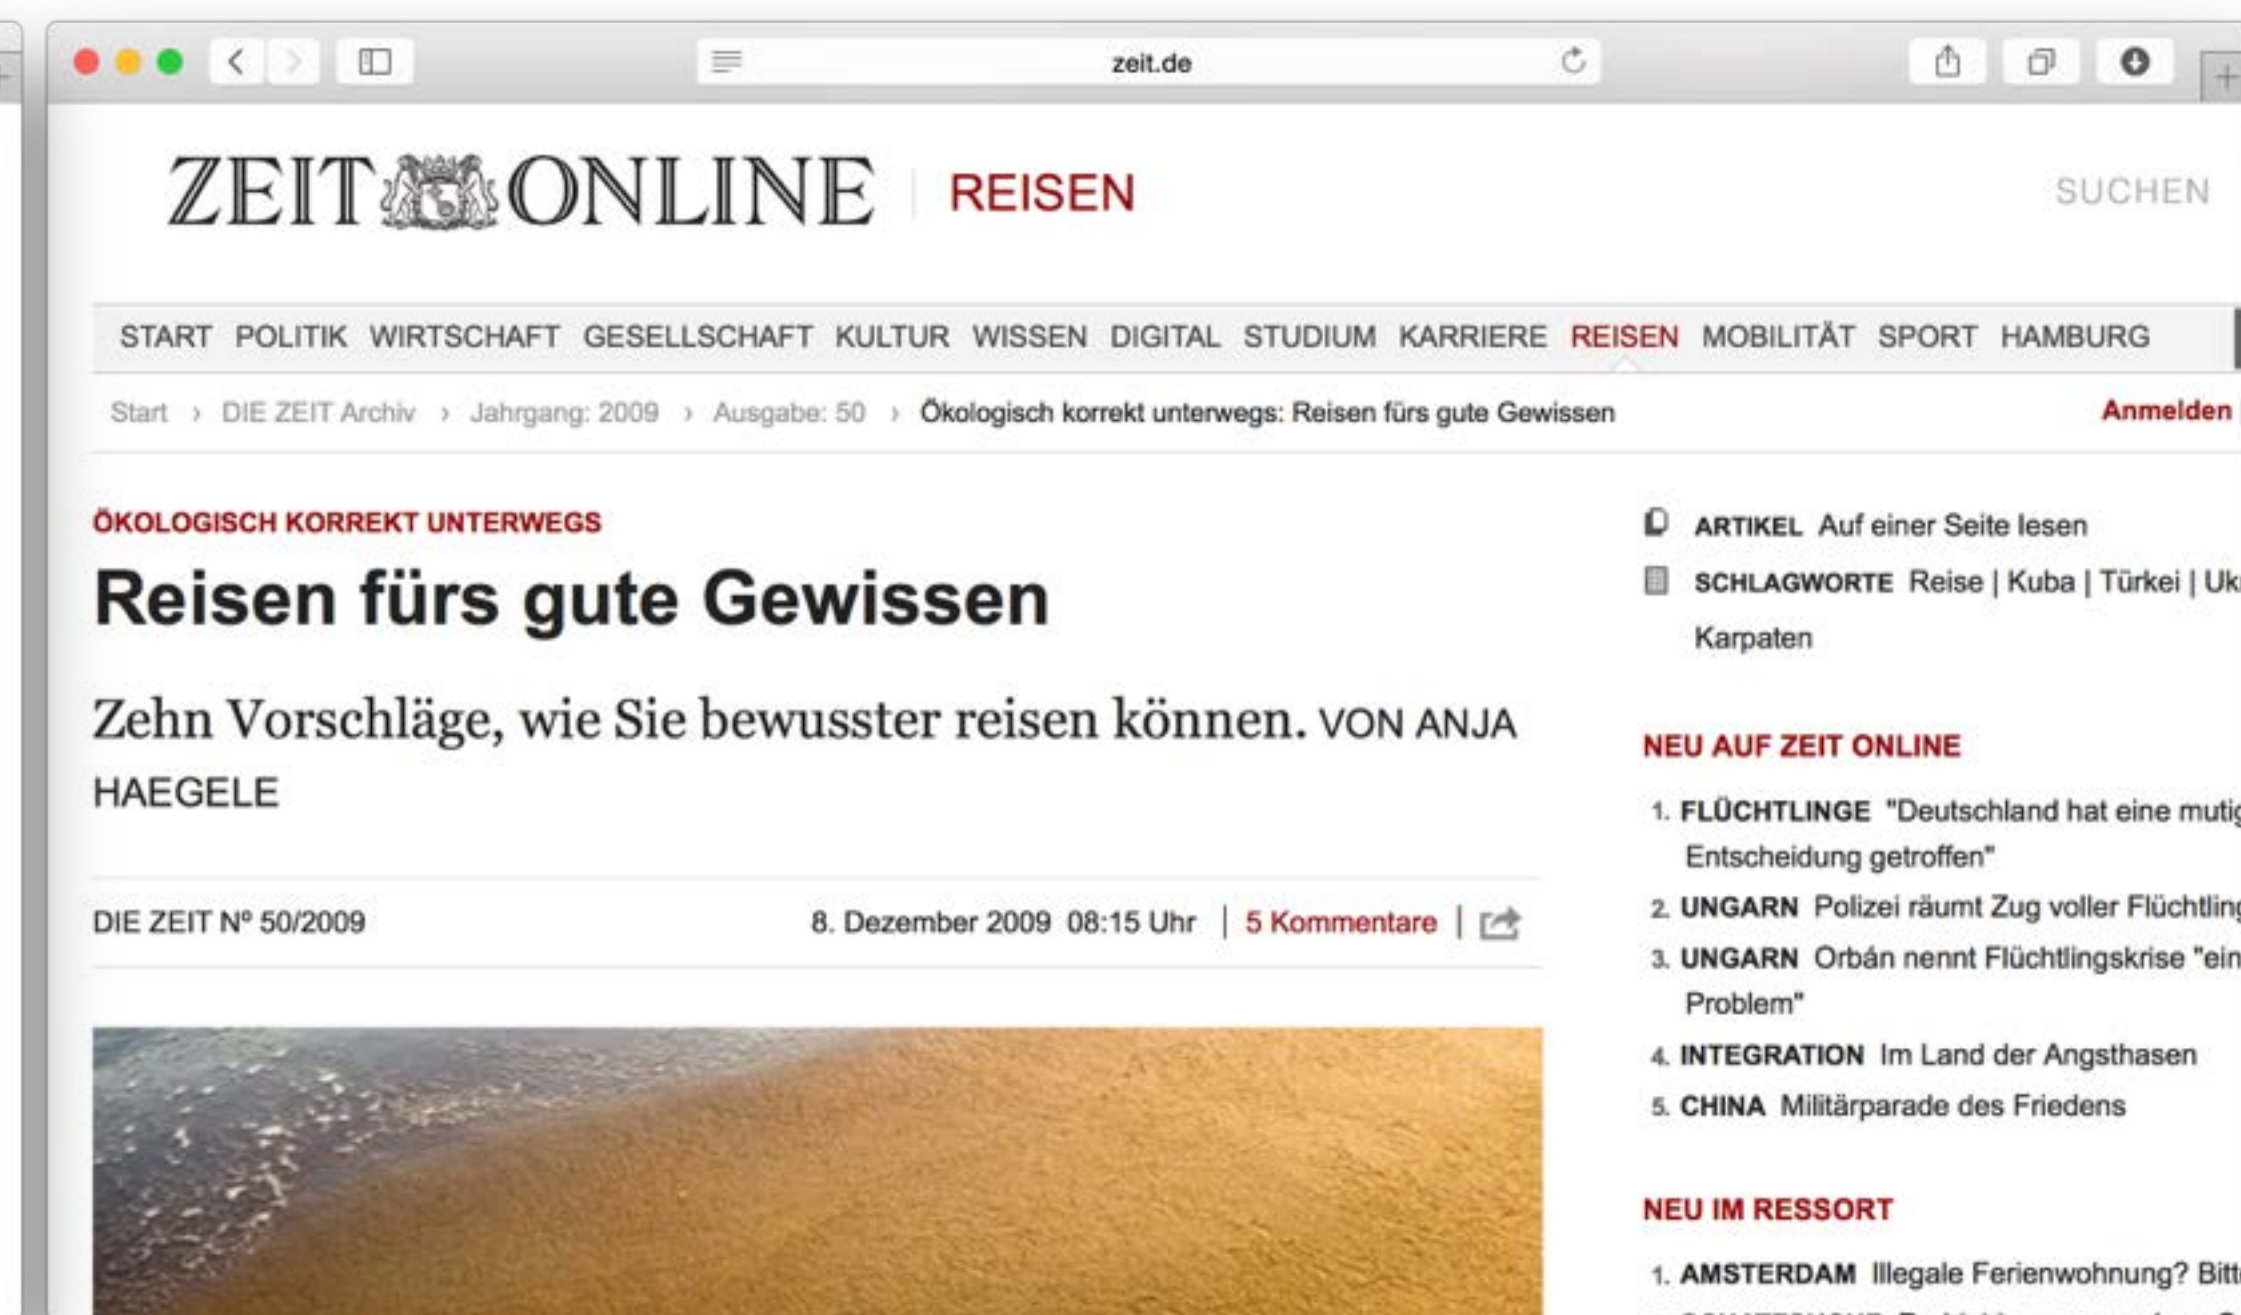 zeit.de
ZEIT ONLINE REISEN
SUCHEN
START POLITIK WIRTSCHAFT GESELLSCHAFT KULTUR WISSEN DIGITAL STUDIUM KARRIERE REISEN MOBILITÄT SPORT HAMBURG
Start › DIE ZEIT Archiv › Jahrgang: 2009 › Ausgabe: 50 › Ökologisch korrekt unterwegs: Reisen fürs gute Gewissen
Anmelden
ÖKOLOGISCH KORREKT UNTERWEGS
Reisen fürs gute Gewissen
Zehn Vorschläge, wie Sie bewusster reisen können. VON ANJA
HAEGELE
DIE ZEIT Nº 50/2009
8. Dezember 2009 08:15 Uhr | 5 Kommentare |
ARTIKEL Auf einer Seite lesen
SCHLAGWORTE Reise | Kuba | Türkei |
Karpaten
NEU AUF ZEIT ONLINE
1. FLÜCHTLINGE "Deutschland hat eine
Entscheidung getroffen"
2. UNGARN Polizei räumt Zug voller
3. UNGARN Orbán nennt Flüchtlingskrise "ein
Problem"
4. INTEGRATION Im Land der Angsthasen
5. CHINA Militärparade des Friedens
NEU IM RESSORT
1. AMSTERDAM Illegale Ferienwohnung?